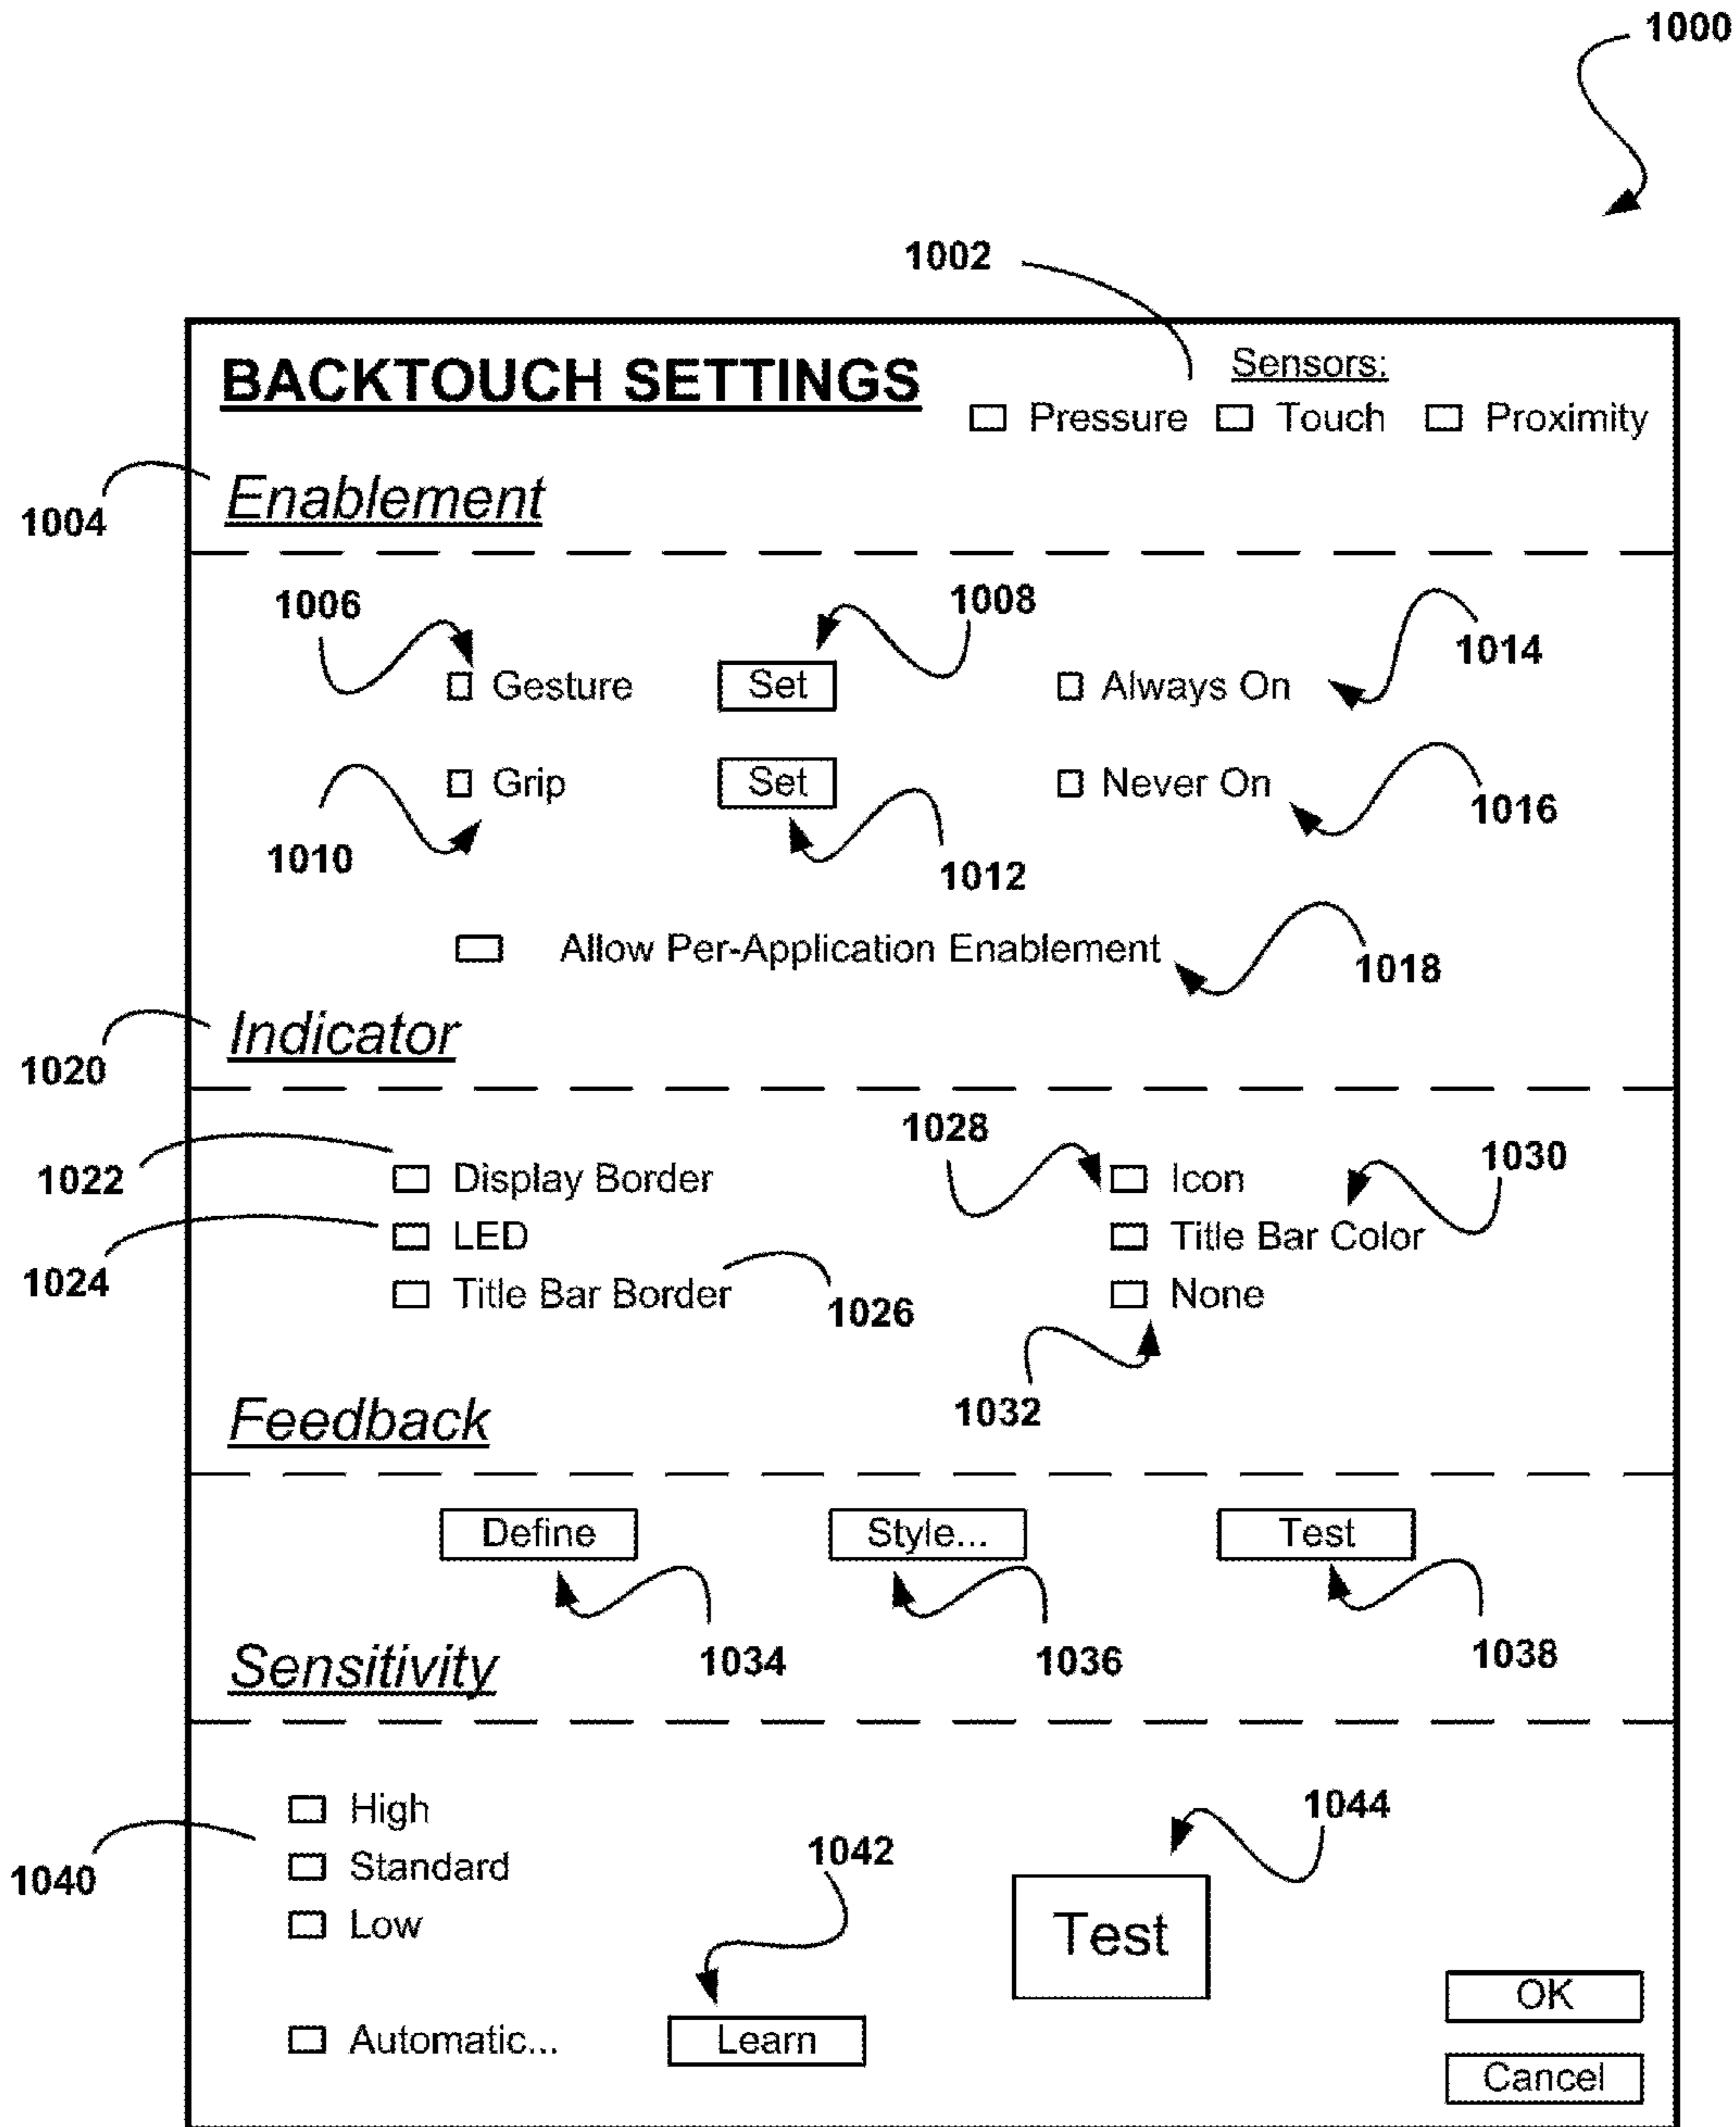 1000
1002
BACKTOUCH SETTINGS
Sensors:
Pressure Touch Proximity
1004
Enablement
1006 1008 1014
Gesture Set Always On
Grip Set Never On
1010 1012 1016
Allow Per-Application Enablement
1018
1020
Indicator
1022 1028 1030
Display Border Icon
1024
LED Title Bar Color
Title Bar Border 1026 None
1032
Feedback
Define Style... Test
1034 1036 1038
Sensitivity
1040
High 1044
Standard 1042
Low Test
Automatic... Learn
OK
Cancel